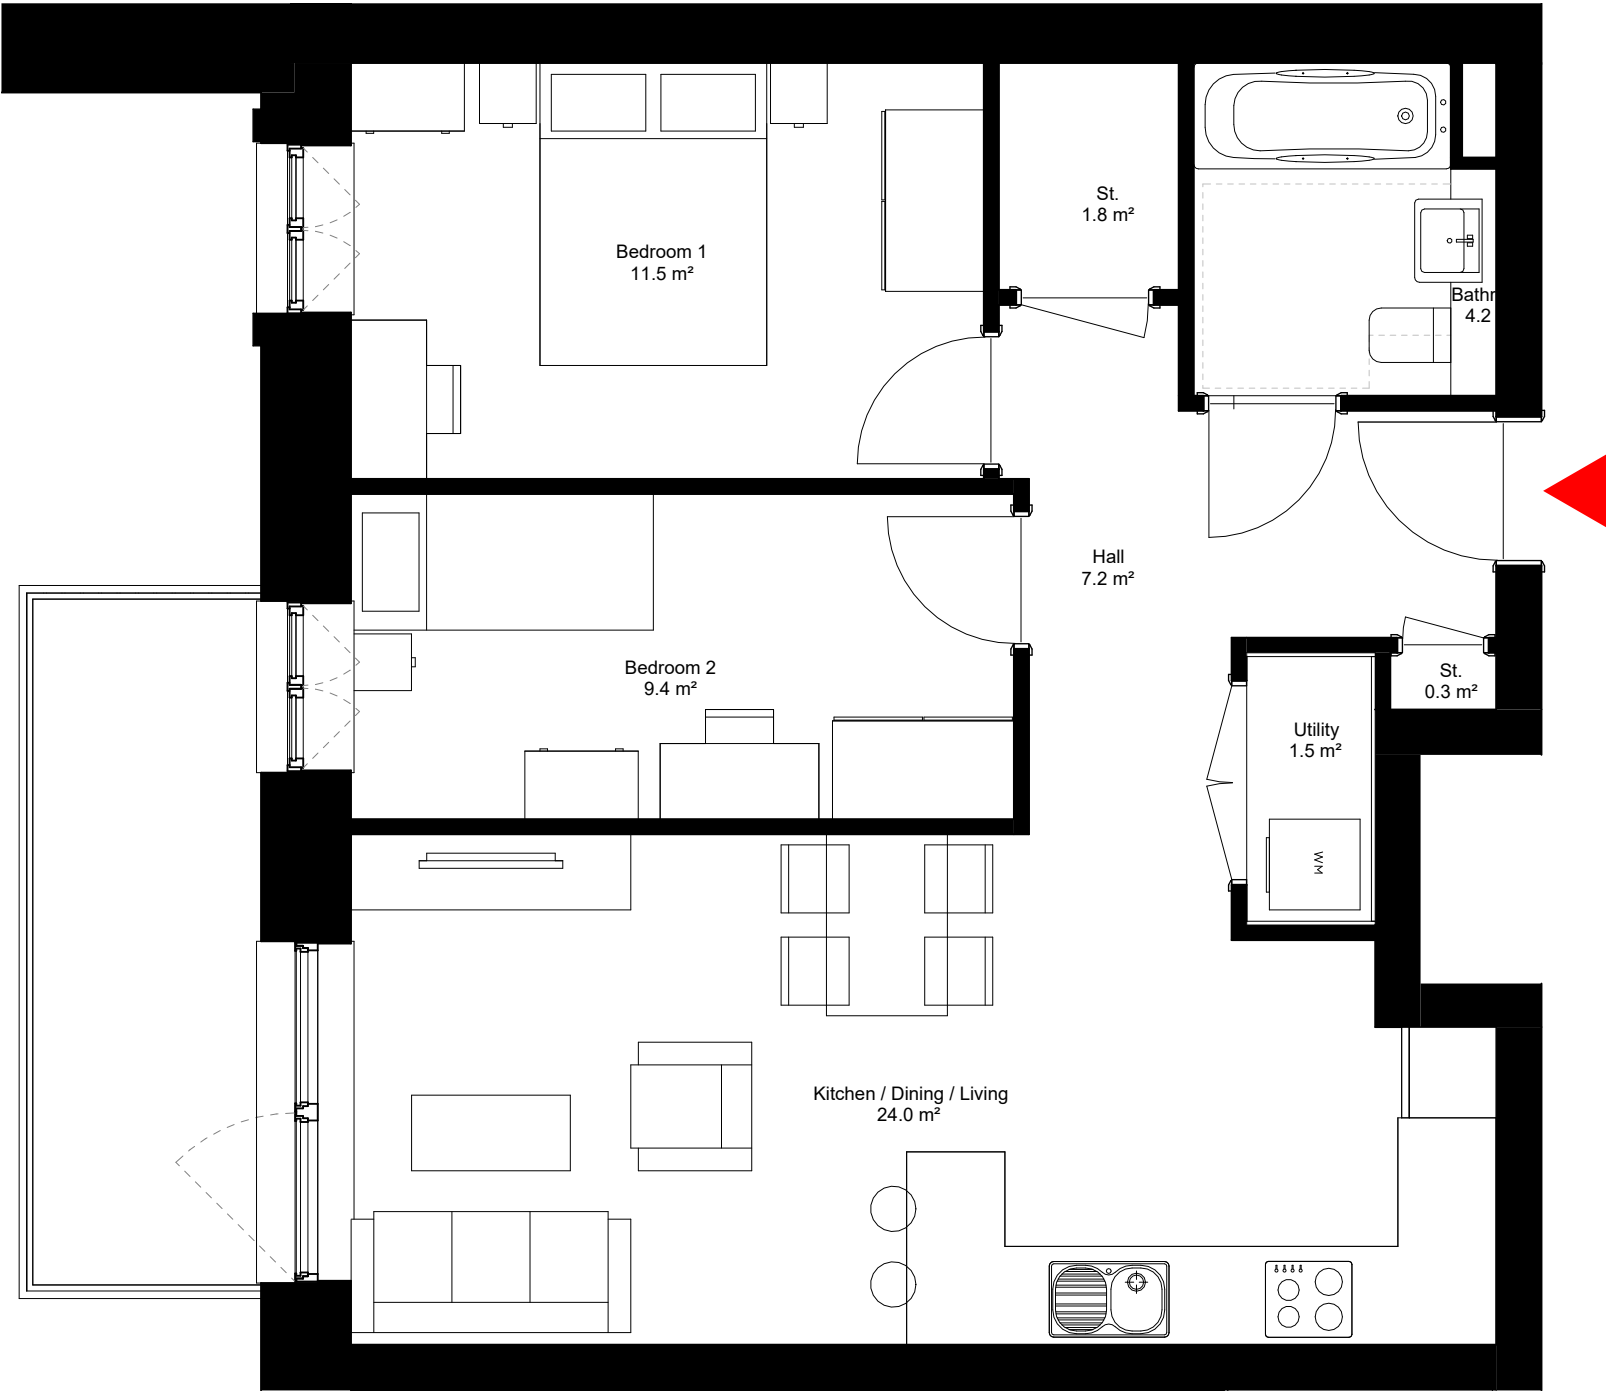 St.
1.8 m²
Bedroom 1
11.5 m²
Bathr
4.2
Hall
7.2 m²
Bedroom 2
9.4 m²
St.
0.3 m²
Utility
1.5 m²
WM
Kitchen / Dining / Living
24.0 m²